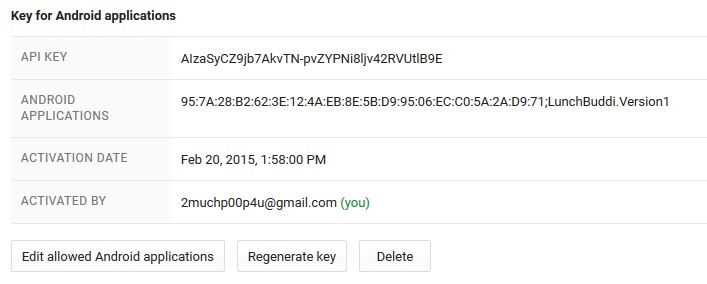 Key for Android applications
API KEY AIzaSyCZ9jb7AkvTN-pvZYPNi8ljv42RVUtlB9E
ANDROID APPLICATIONS 95:7A:28:B2:62:3E:12:4A:EB:8E:5B:D9:95:06:EC:C0:5A:2A:D9:71;LunchBuddi.Version1
ACTIVATION DATE Feb 20, 2015, 1:58:00 PM
ACTIVATED BY 2muchp00p4u@gmail.com (you)
Edit allowed Android applications Regenerate key Delete